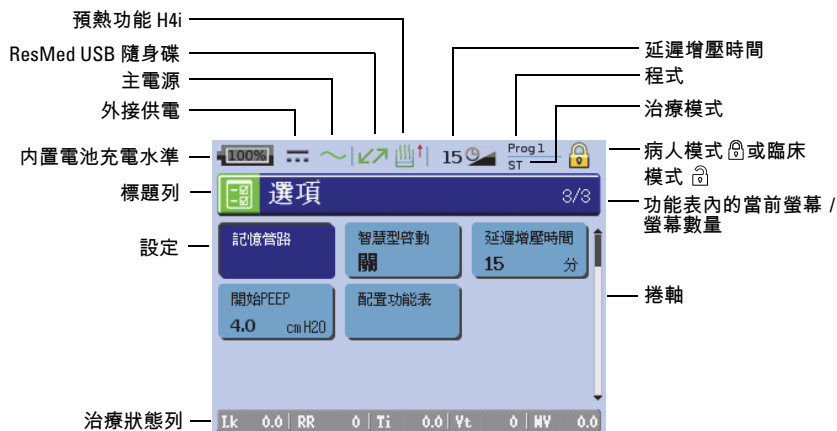 預熱功能 H4i
ResMed USB 隨身碟
主電源
外接供電
內置電池充電水準
標題列
設定
治療狀態列
延遲增壓時間
程式
治療模式
病人模式 或臨床
模式
功能表內的當前螢幕 /
螢幕數量
捲軸
100%
15
Prog1
ST
選項
3/3
記憶管路
智慧型啓動
關
延遲增壓時間
15 分
開始PEEP
4.0 cmH2O
配置功能表
Lk 0.0 RR 0 Ti 0.0 Vt 0 MV 0.0